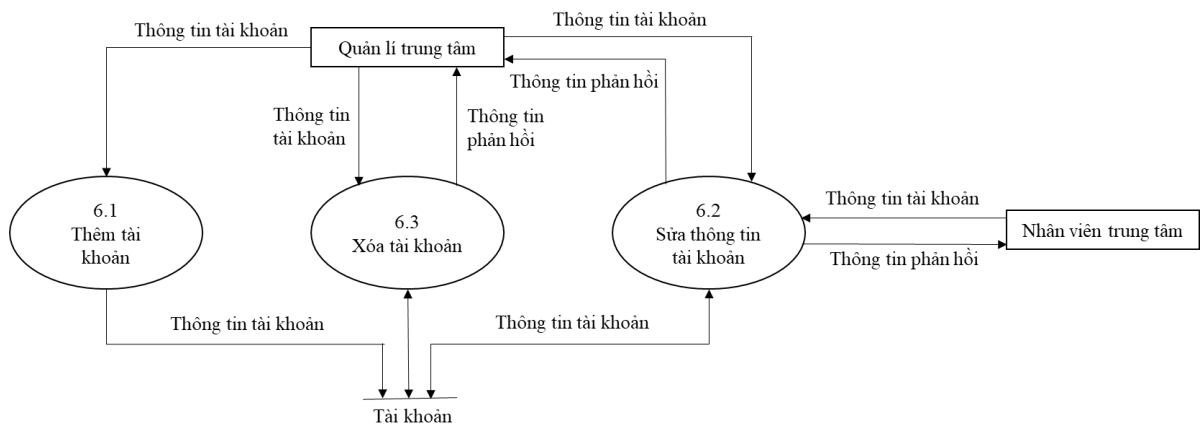 Thông tin tài khoản
Thông tin tài khoản
Quản lí trung tâm
Thông tin phản hồi
Thông tin
tài khoản
Thông tin
phản hồi
6.1
Thêm tài
khoản
6.3
Xóa tài khoản
6.2
Sửa thông tin
tài khoản
Thông tin tài khoản
Nhân viên trung tâm
Thông tin phản hồi
Thông tin tài khoản
Thông tin tài khoản
Tài khoản